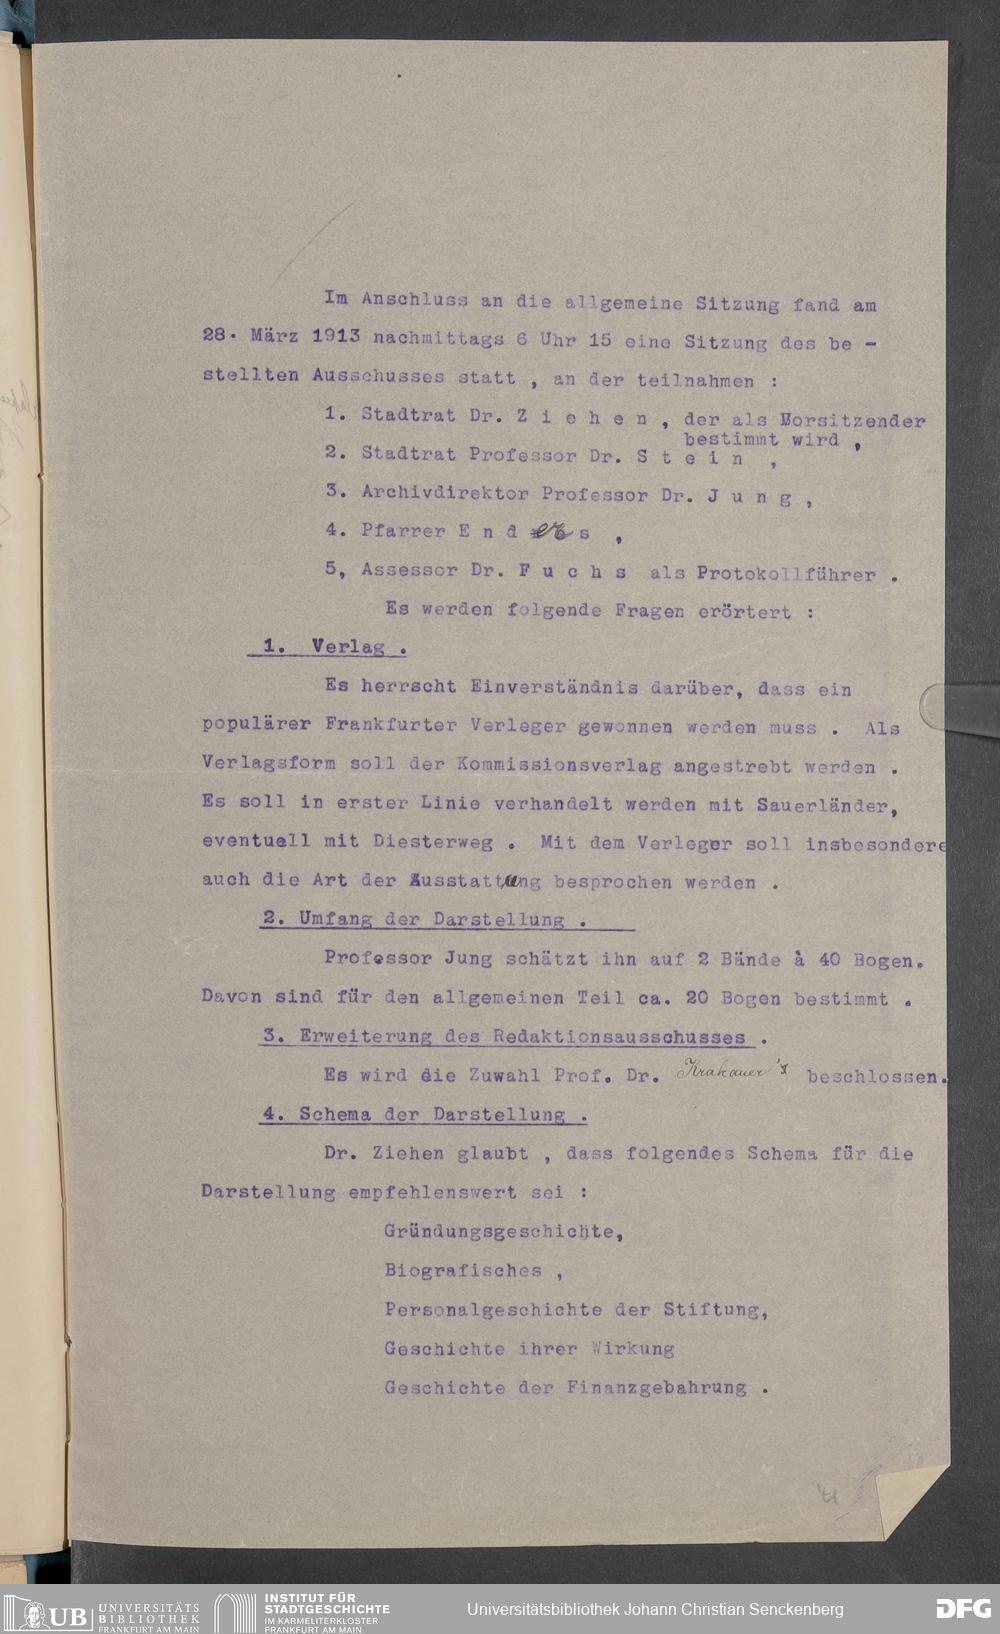 Im Anschluss an die allgemeine Sitzung fand am
28. März 1913 nachmittags 6 Uhr 15 eine Sitzung des be -
stellten Ausschusses statt , an der teilnahmen :
1. Stadtrat Dr. Z i e h e n , der als Vorsitzender
bestimmt wird ,
2. Stadtrat Professor Dr. S t e i n ,
3. Archivdirektor Professor Dr. J u n g ,
4. Pfarrer E n d er s ,
5, Assessor Dr. F u c h s als Protokollführer .
Es werden folgende Fragen erörtert :
1. Verlag .
Es herrscht Einverständnis darüber, dass ein
populärer Frankfurter Verleger gewonnen werden muss . Als
Verlagsform soll der Kommissionsverlag angestrebt werden .
Es soll in erster Linie verhandelt werden mit Sauerländer,
eventuell mit Diesterweg . Mit dem Verleger soll insbesondere
auch die Art der Ausstattung besprochen werden .
2. Umfang der Darstellung .
Professor Jung schätzt ihn auf 2 Bände à 40 Bogen.
Davon sind für den allgemeinen Teil ca. 20 Bogen bestimmt .
3. Erweiterung des Redaktionsausschusses .
Es wird die Zuwahl Prof. Dr. Krakauer's beschlossen.
4. Schema der Darstellung .
Dr. Ziehen glaubt , dass folgendes Schema für die
Darstellung empfehlenswert sei :
Gründungsgeschichte,
Biografisches ,
Personalgeschichte der Stiftung,
Geschichte ihrer Wirkung
Geschichte der Finanzgebahrung .
UB UNIVERSITÄTS
BIBLIOTHEK
FRANKFURT AM MAIN
INSTITUT FÜR
STADTGESCHICHTE
IM KARMELITERKLOSTER
FRANKFURT AM MAIN
Universitätsbibliothek Johann Christian Senckenberg
DFG